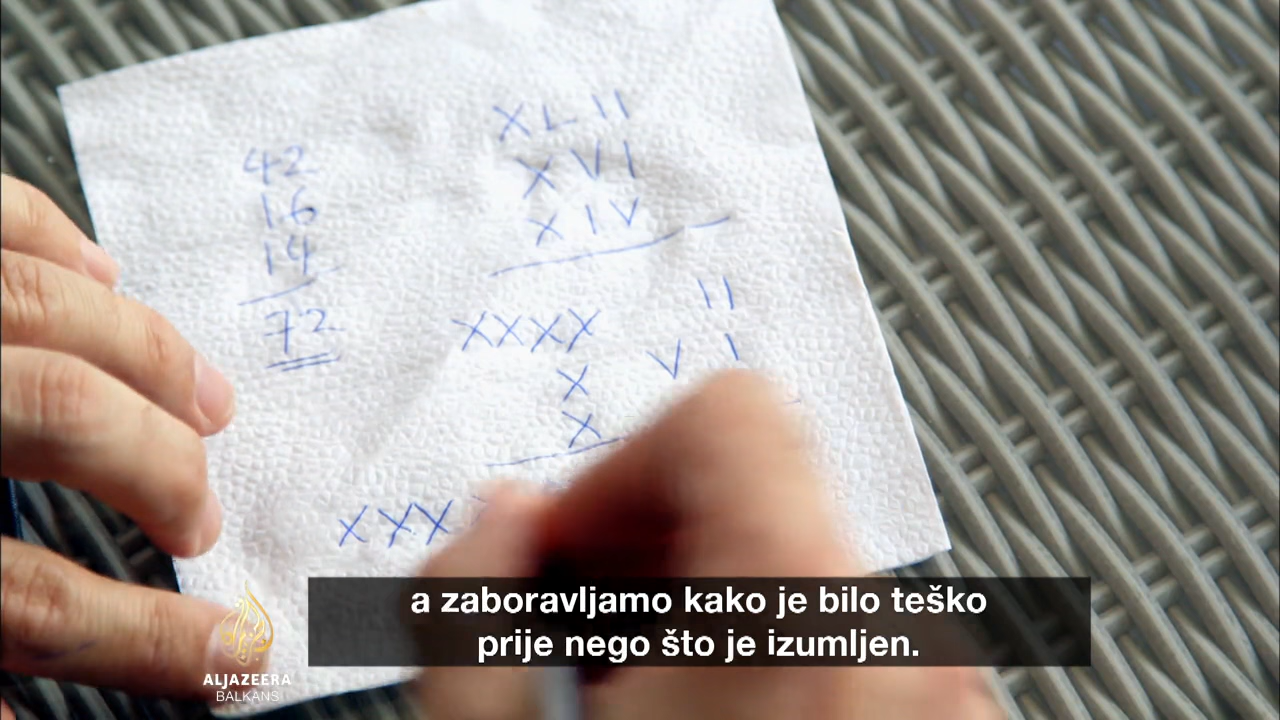 42
16
14
72
XLII
XVI
XIV
II
XXXX
V I
X
X
XXX
a zaboravljamo kako je bilo teško
prije nego što je izumljen.
ALJAZEERA
BALKANS